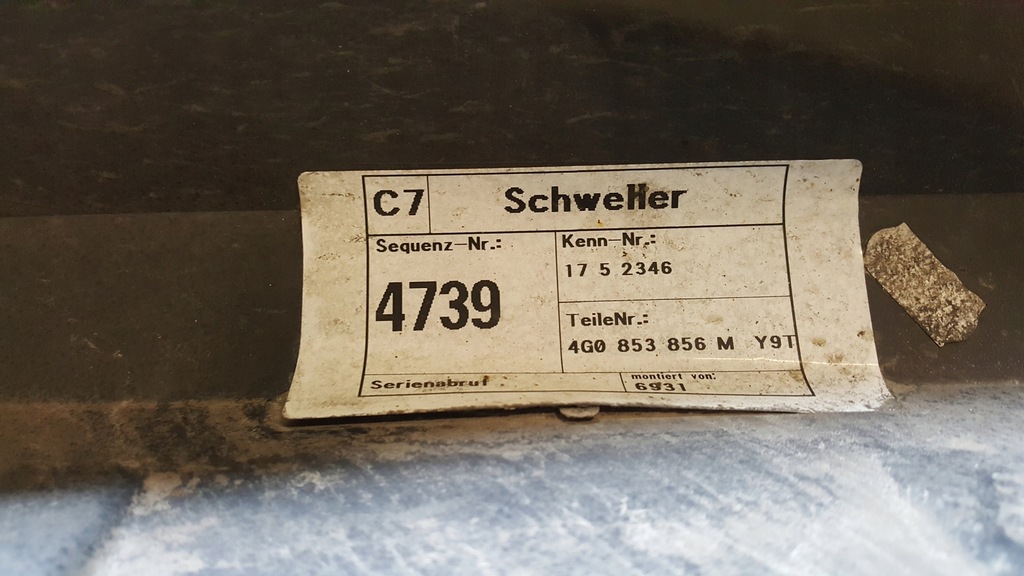 C7 Schweller
Sequenz-Nr.:
4739
Kenn-Nr.:
17 5 2346
TeileNr.:
4G0 853 856 M Y9T
Serienabruf
montiert von:
6931